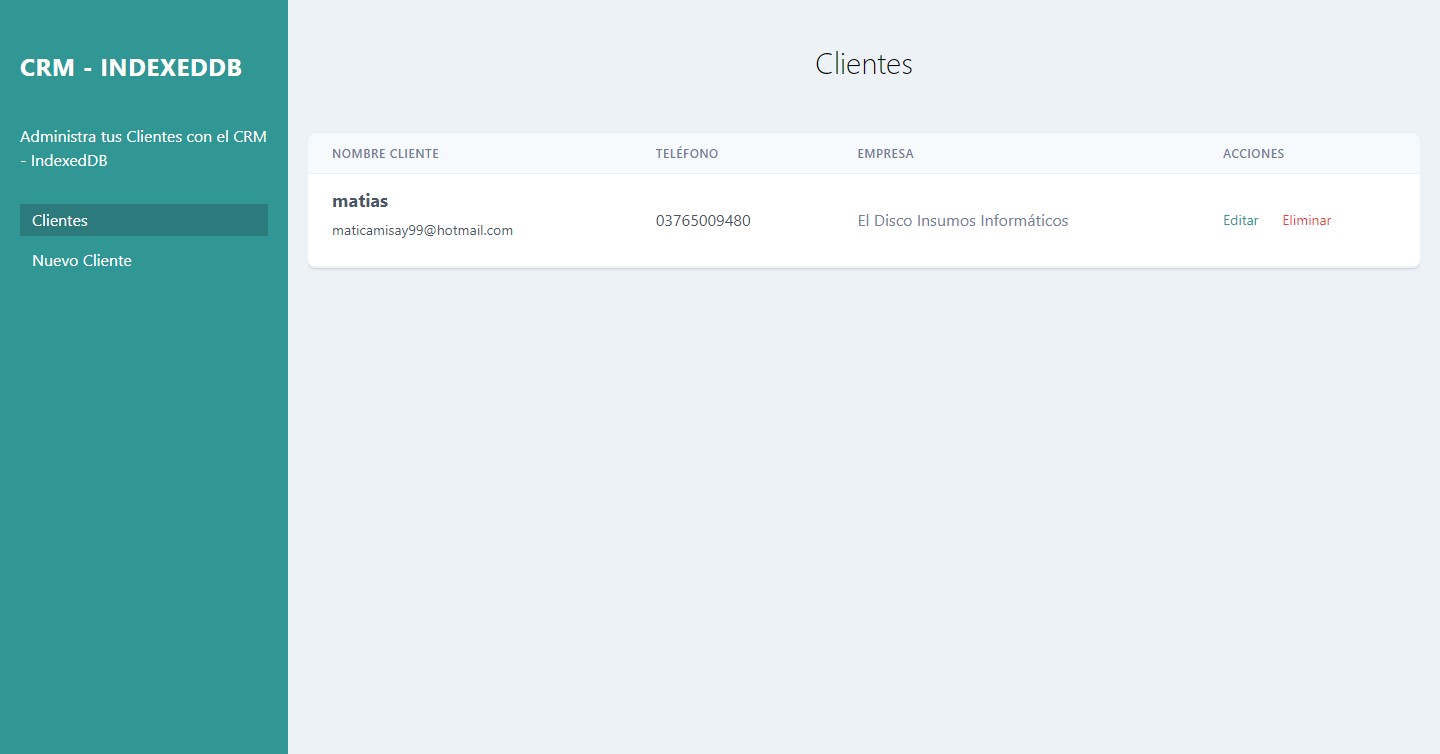 CRM - INDEXEDDB
Administra tus Clientes con el CRM
- IndexedDB
Clientes
Nuevo Cliente
Clientes
NOMBRE CLIENTE TELÉFONO EMPRESA ACCIONES
matias
maticamisay99@hotmail.com
03765009480 El Disco Insumos Informáticos Editar Eliminar